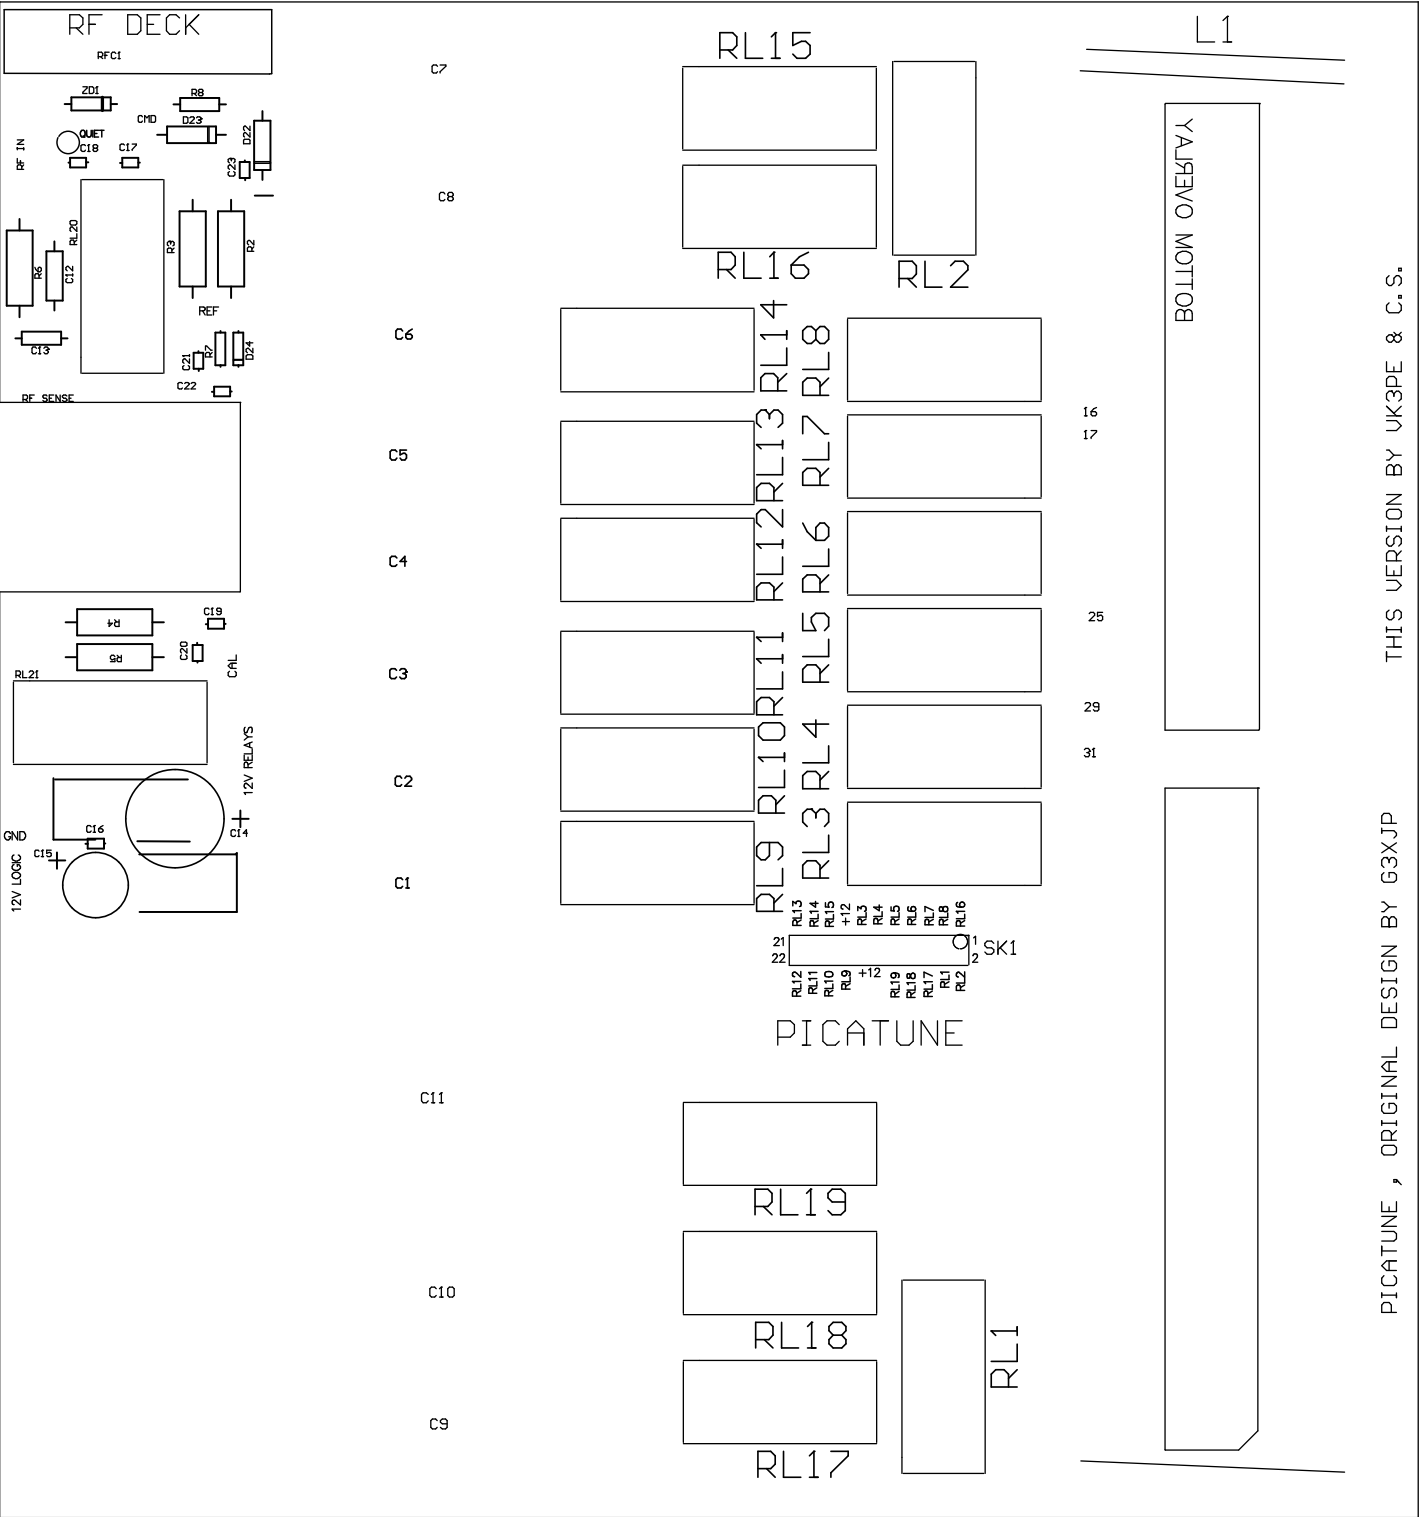 RF DECK
RFC1
ZD1
R8
CMD
D23
D22
RF IN
QUIET
C18
C17
C23
RL20
R3
R2
R6
C12
REF
C13
C21
R7
D24
C22
RF SENSE
R4
R5
C19
C20
CAL
RL21
12V RELAYS
C14
GND
C16
C15
12V LOGIC
C7
C8
C6
C5
C4
C3
C2
C1
C11
C10
C9
RL15
RL16
RL2
RL14
RL8
RL13
RL7
RL12
RL6
RL11
RL5
RL10
RL4
RL9
RL3
RL13 RL14 RL15 +12 RL3 RL4 RL5 RL6 RL7 RL8 RL16
21
22
1
2
SK1
RL12 RL11 RL10 RL9 +12 RL19 RL18 RL17 RL1 RL2
PICATUNE
RL19
RL18
RL17
RL1
L1
BOTTOM OVERLAY
16
17
25
29
31
THIS VERSION BY VK3PE & C.S.
PICATUNE , ORIGINAL DESIGN BY G3XJP